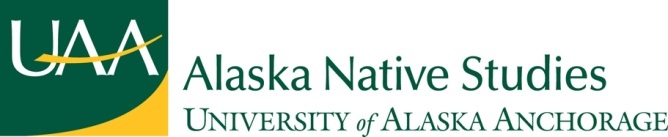 UAA
Alaska Native Studies
UNIVERSITY of ALASKA ANCHORAGE